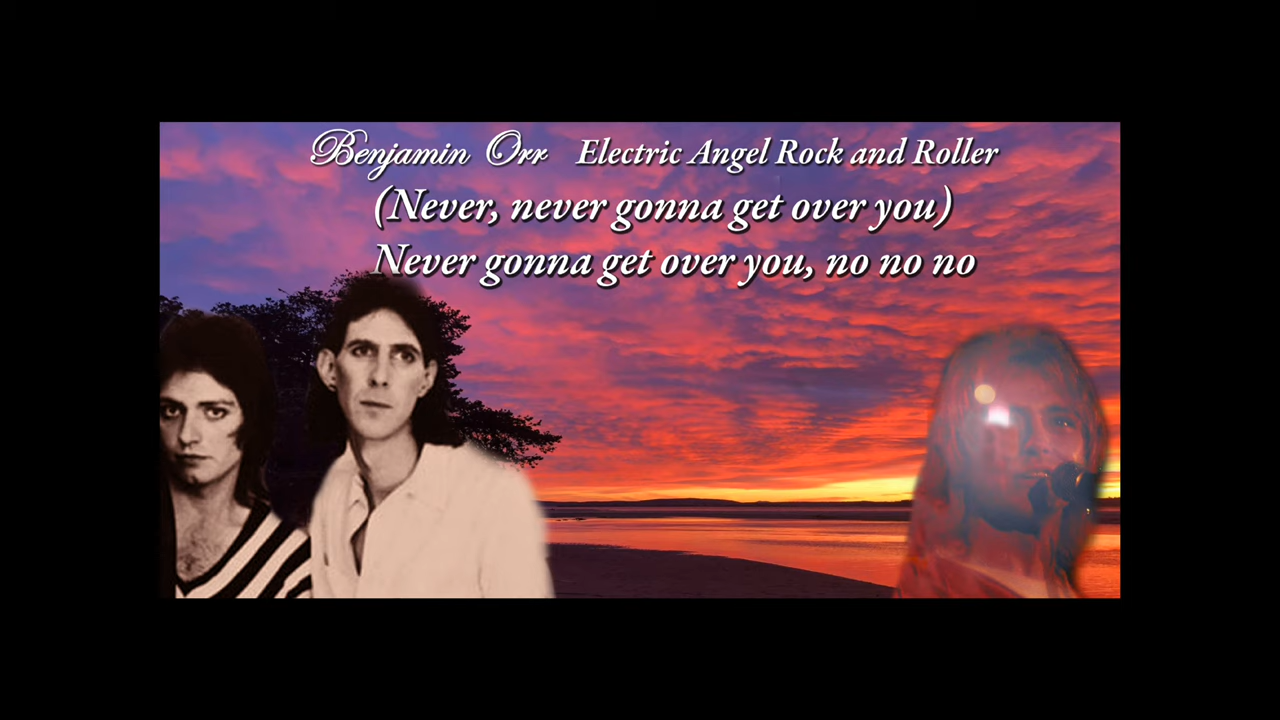 Benjamin Orr Electric Angel Rock and Roller
(Never, never gonna get over you)
Never gonna get over you, no no no